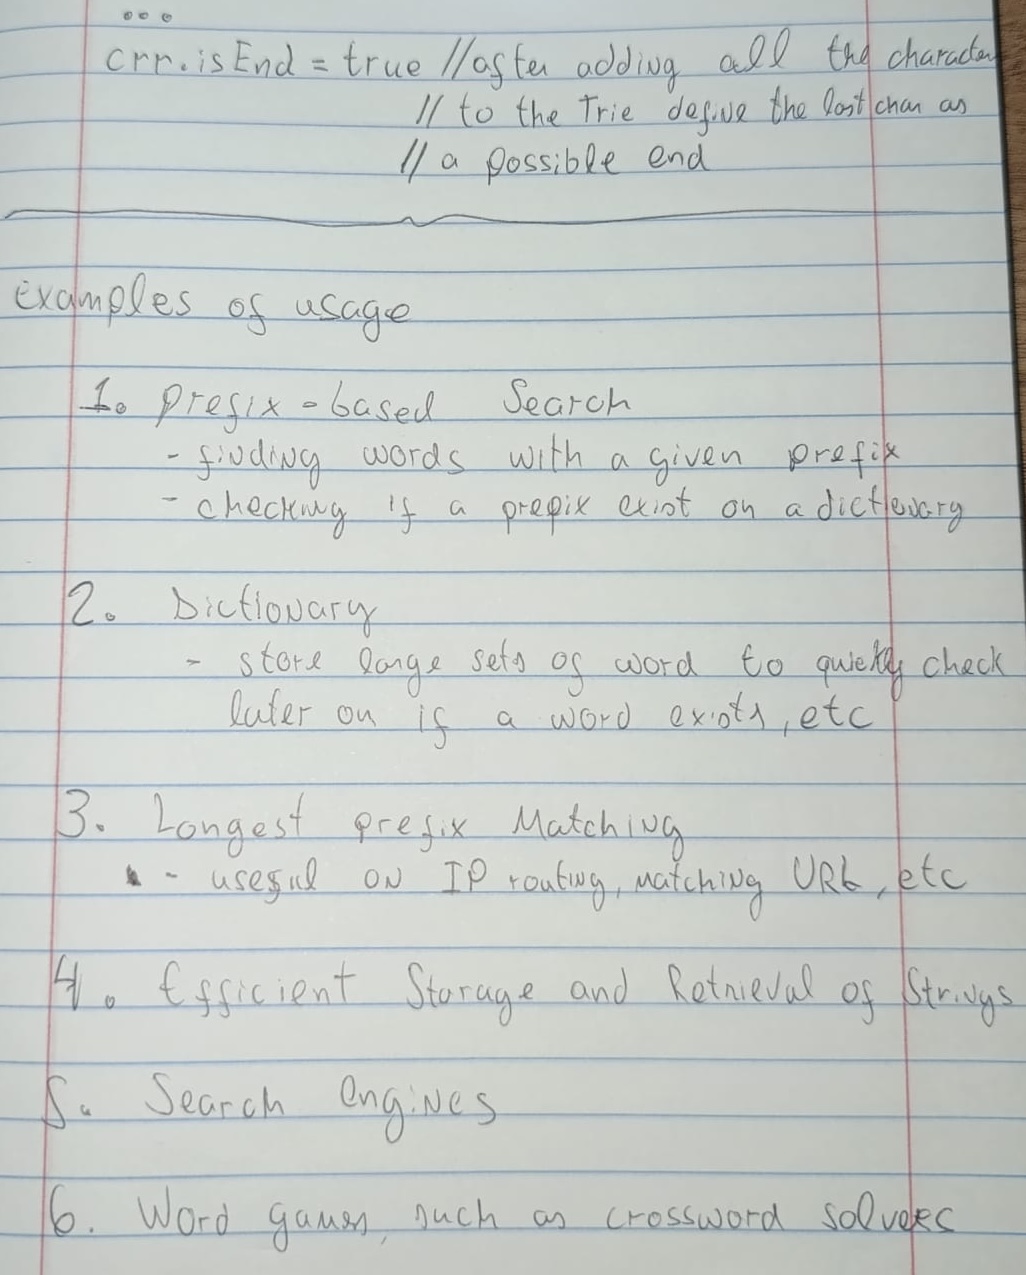 ...
crr.isEnd = true //after adding all the character
// to the Trie define the last char as
// a possible end
Examples of usage
1. Prefix-based Search
- finding words with a given prefix
- checking if a prefix exist on a dictionary
2. Dictionary
- store large sets of word to quickly check
later on if a word exists, etc
3. Longest prefix Matching
- useful on IP routing, matching URL, etc
4. Efficient Storage and Retrieval of Strings
5. Search engines
6. Word games, such as crossword solvers